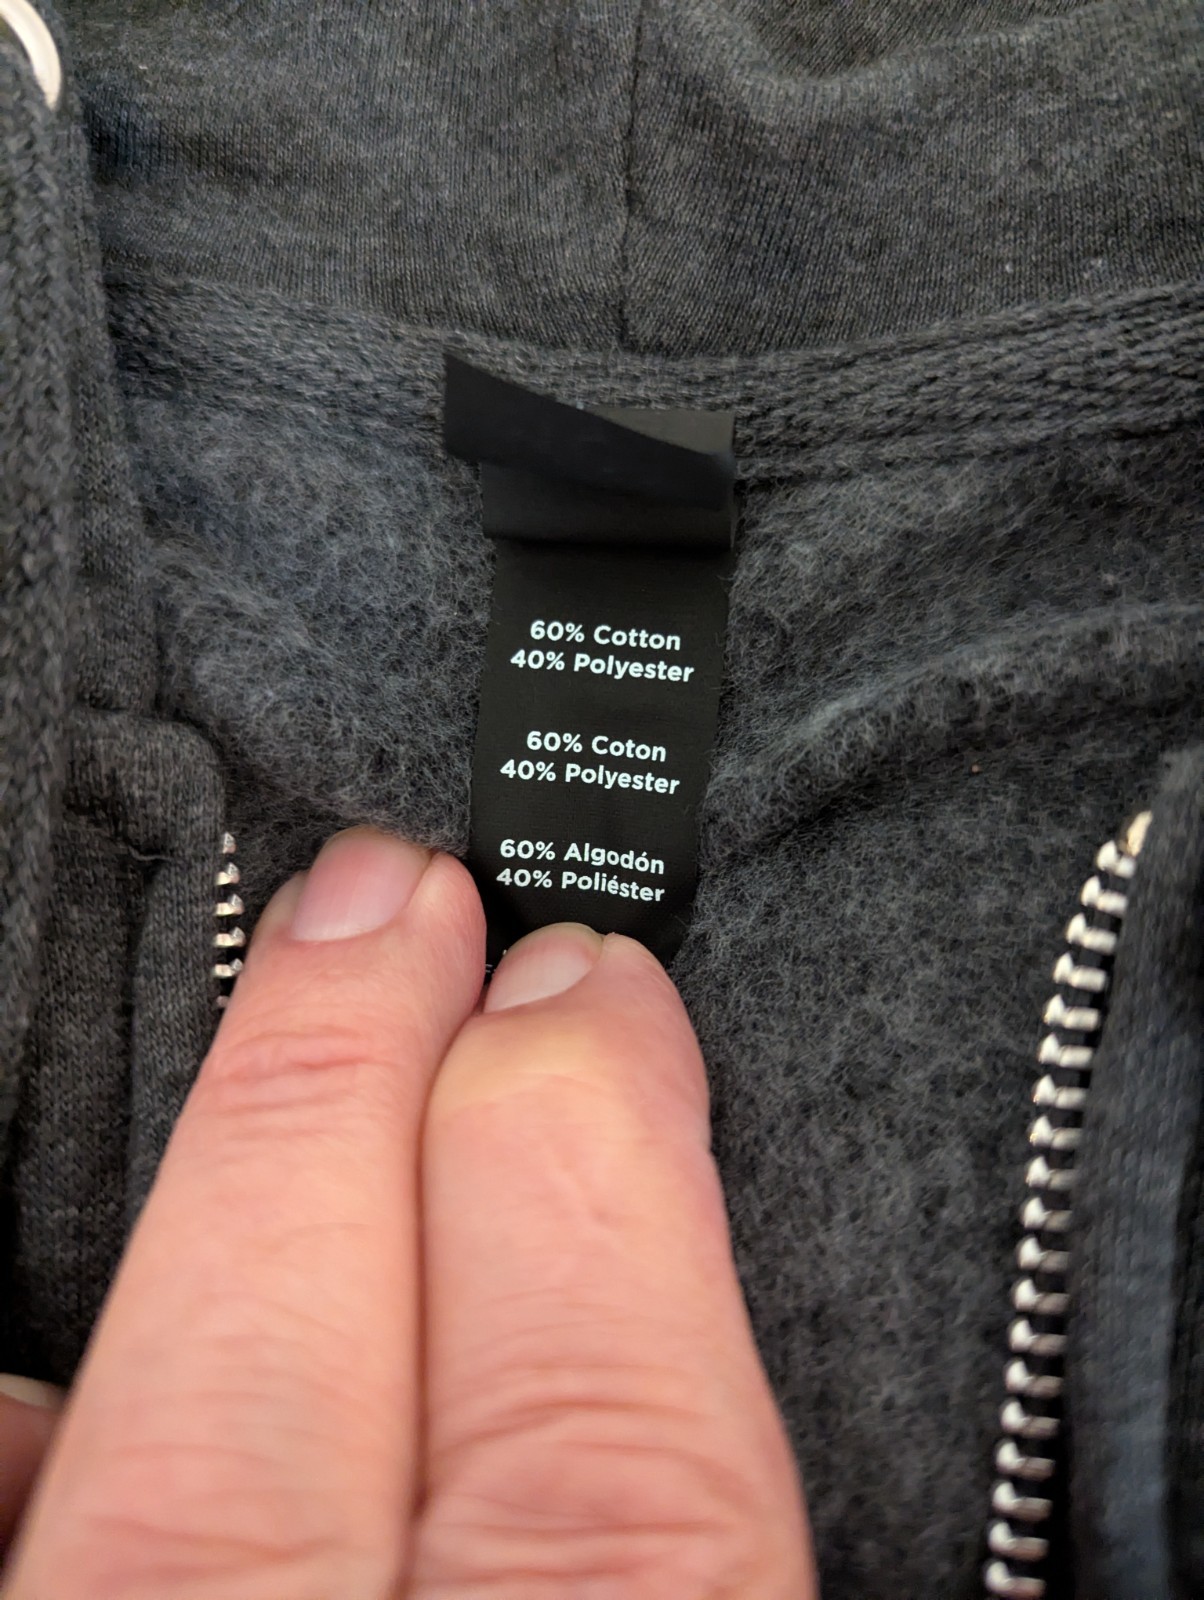 60% Cotton
40% Polyester
60% Coton
40% Polyester
60% Algodón
40% Poliéster